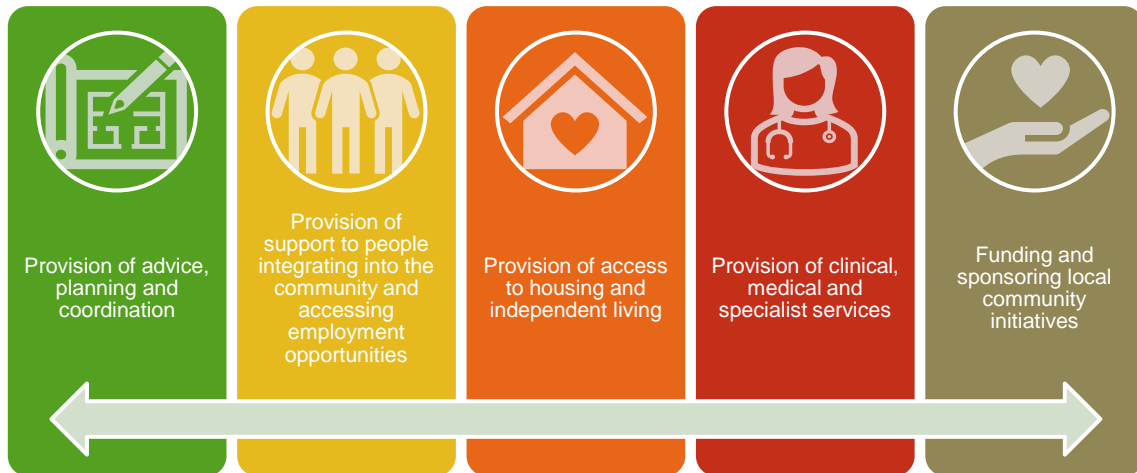 Provision of advice,
planning and
coordination
Provision of
support to people
integrating into the
community and
accessing
employment
opportunities
Provision of access
to housing and
independent living
Provision of clinical,
medical and
specialist services
Funding and
sponsoring local
community
initiatives